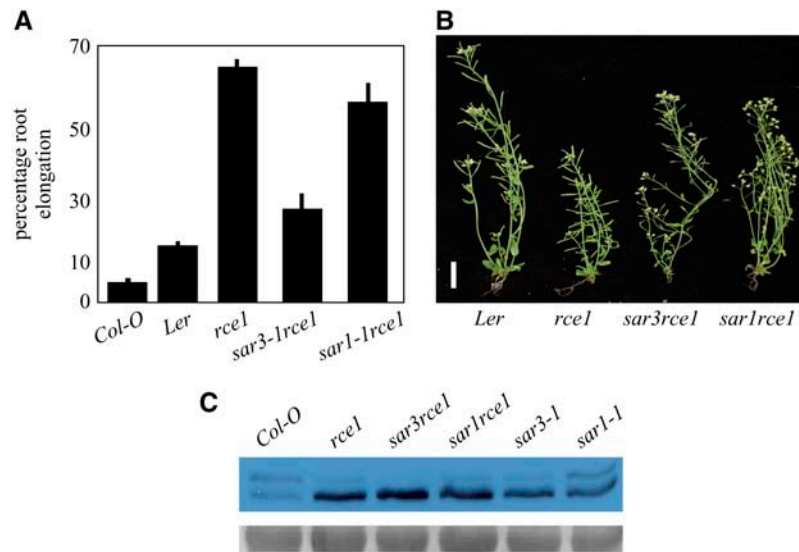 A
percentage root
elongation
70
50
30
10
0
Col-O
Ler
rce1
sar3-1rce1
sar1-1rce1
B
Ler
rce1
sar3rce1
sar1rce1
C
Col-O
rce1
sar3rce1
sar1rce1
sar3-1
sar1-1